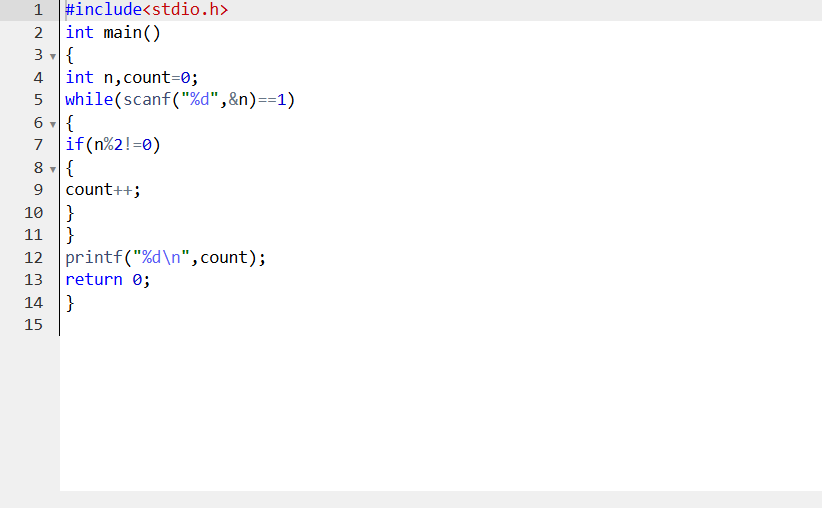 1 #include<stdio.h>
2 int main()
3 {
4 int n,count=0;
5 while(scanf("%d",&n)==1)
6 {
7 if(n%2!=0)
8 {
9 count++;
10 }
11 }
12 printf("%d\n",count);
13 return 0;
14 }
15